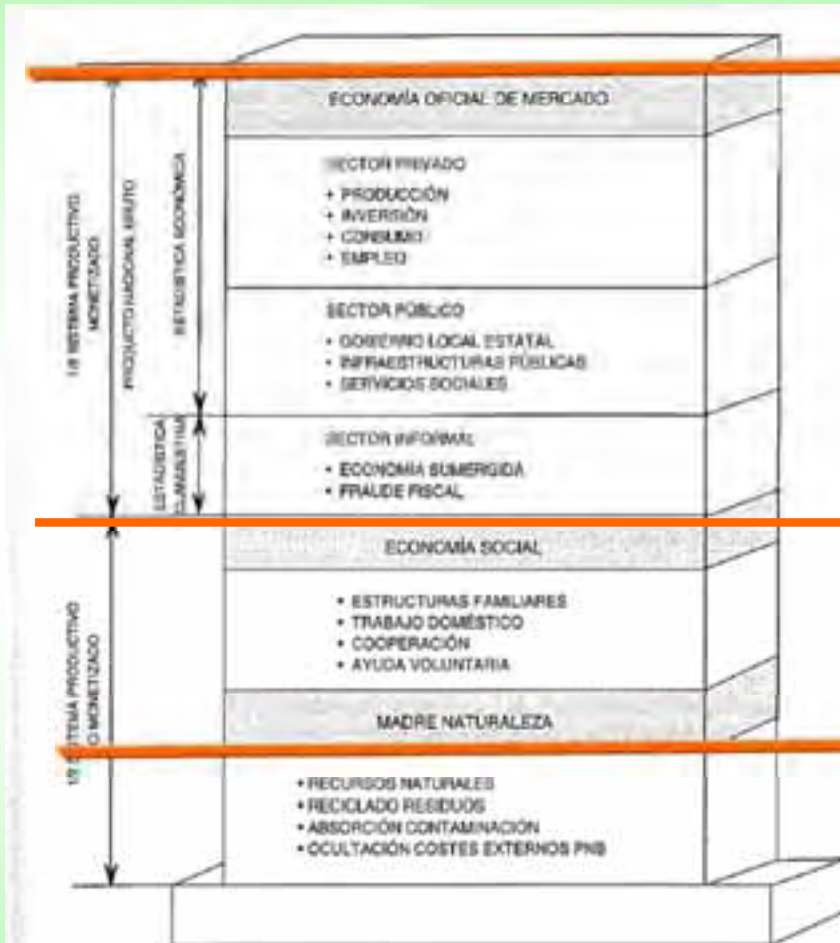 ECONOMÍA OFICIAL DE MERCADO
SECTOR PRIVADO
+ PRODUCCIÓN
+ INVERSIÓN
+ CONSUMO
+ EMPLEO
SECTOR PÚBLICO
• GOBIERNO LOCAL ESTATAL
• INFRAESTRUCTURAS PÚBLICAS
• SERVICIOS SOCIALES
SECTOR INFORMAL
• ECONOMÍA SUMERGIDA
• FRAUDE FISCAL
ECONOMÍA SOCIAL
• ESTRUCTURAS FAMILIARES
• TRABAJO DOMÉSTICO
• COOPERACIÓN
• AYUDA VOLUNTARIA
MADRE NATURALEZA
• RECURSOS NATURALES
• RECICLADO RESIDUOS
• ABSORCIÓN CONTAMINACIÓN
• OCULTACIÓN COSTES EXTERNOS PNB
1/2 SISTEMA PRODUCTIVO
MONETIZADO
PRODUCTO NACIONAL BRUTO
ESTADÍSTICA ECONÓMICA
ESTADÍSTICA
CLANDESTINA
1/2 SISTEMA PRODUCTIVO
O MONETIZADO